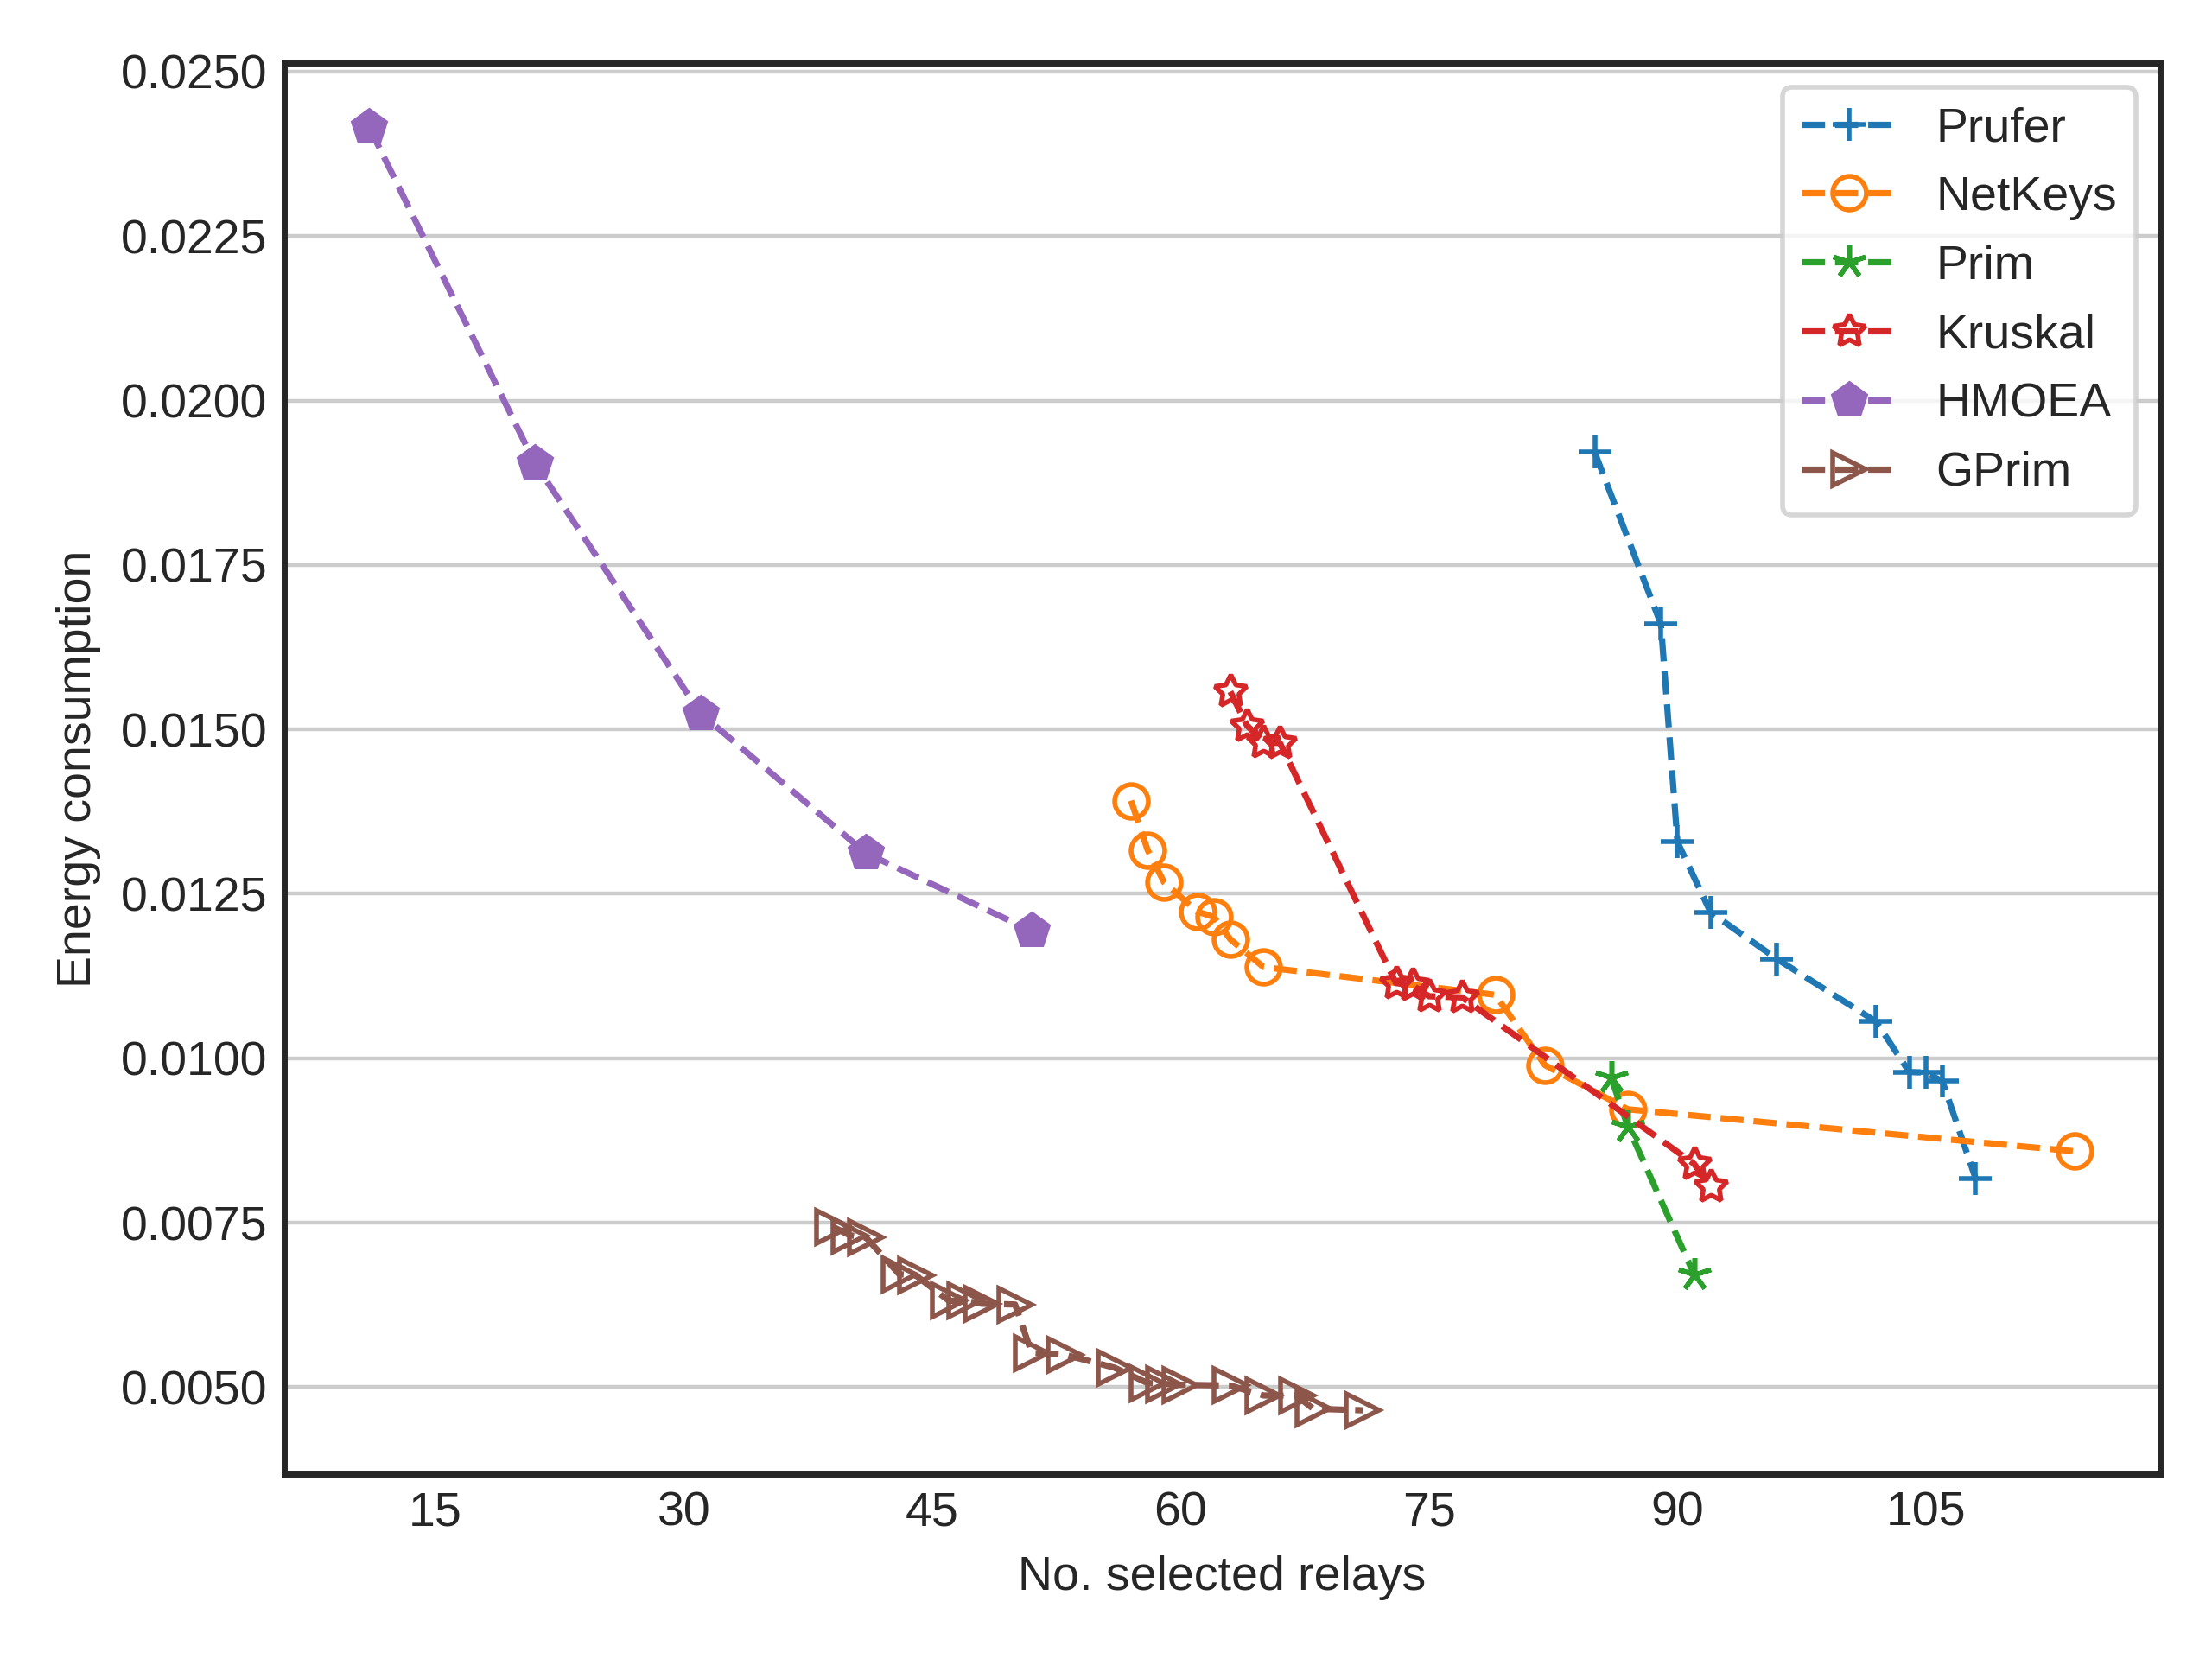 0.0250
0.0225
0.0200
0.0175
0.0150
0.0125
0.0100
0.0075
0.0050
Energy consumption
15 30 45 60 75 90 105
No. selected relays
Prufer
NetKeys
Prim
Kruskal
HMOEA
GPrim